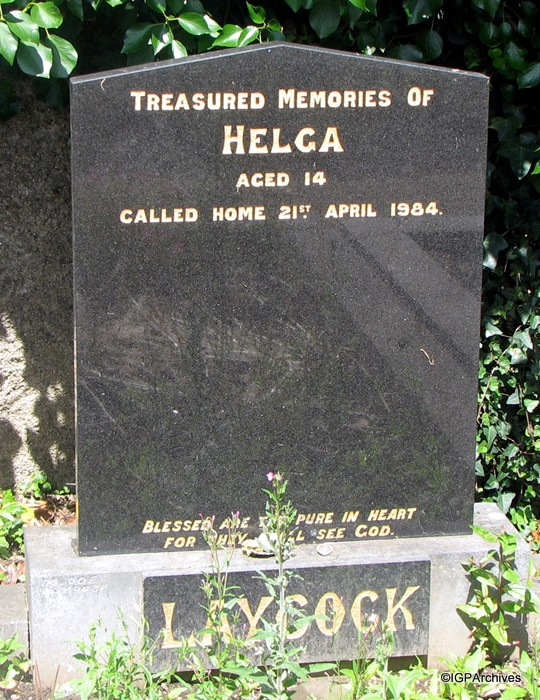 TREASURED MEMORIES OF
HELGA
AGED 14
CALLED HOME 21ST APRIL 1984.
BLESSED ARE PURE IN HEART
FOR SEE GOD.
LAYCOCK
©IGPArchives